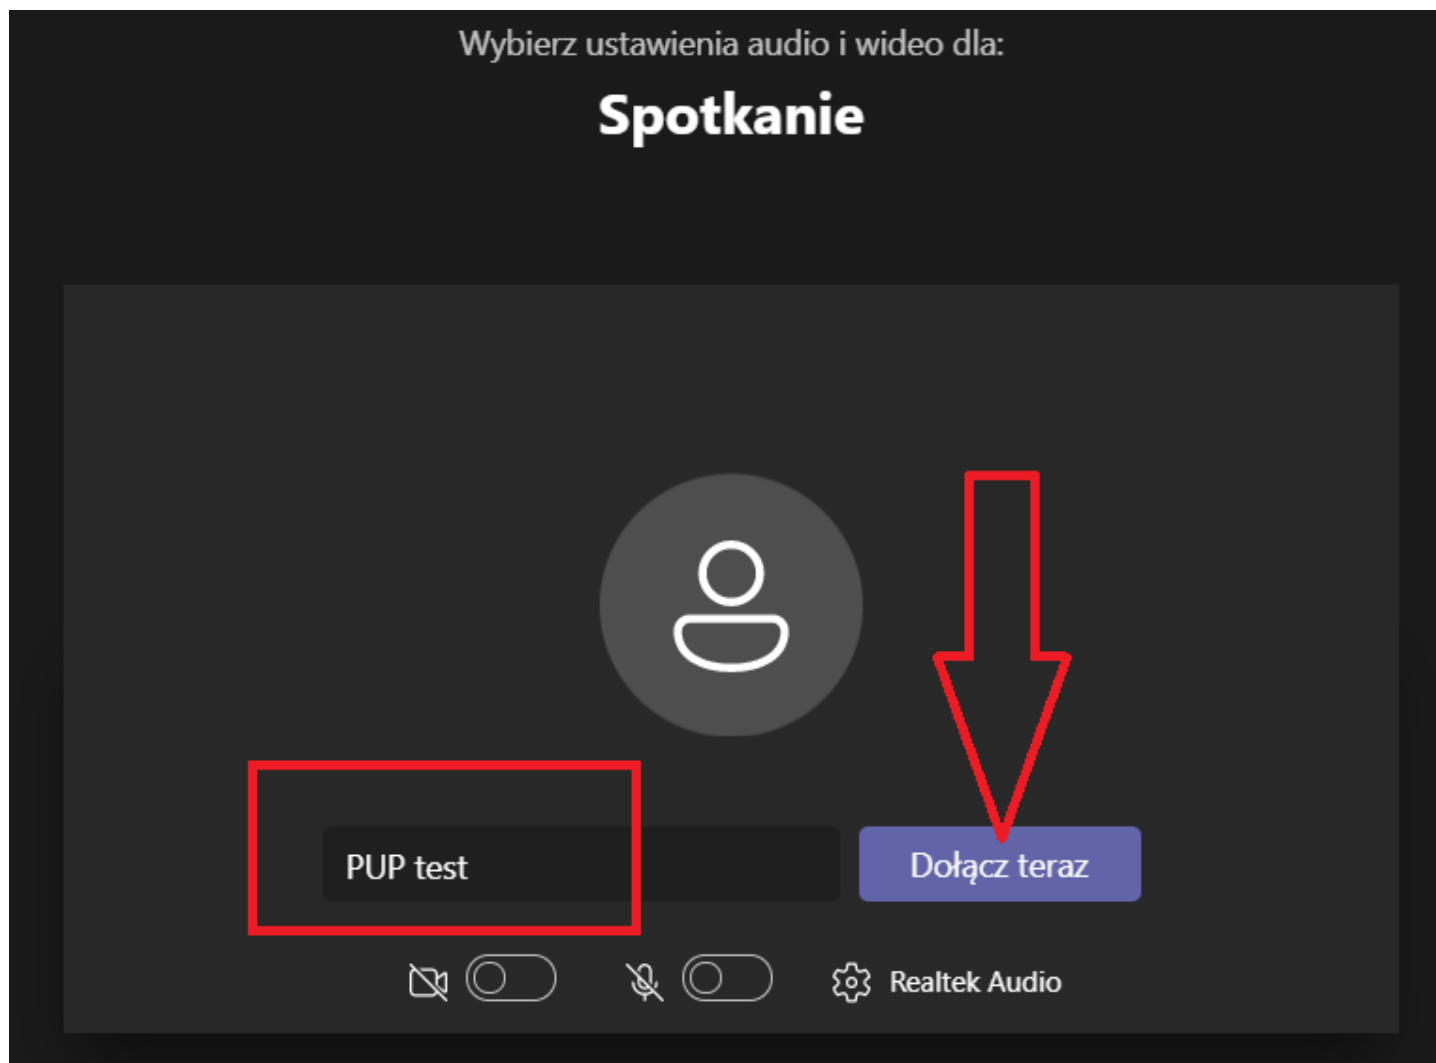 Wybierz ustawienia audio i wideo dla:
Spotkanie
PUP test
Dołącz teraz
Realtek Audio